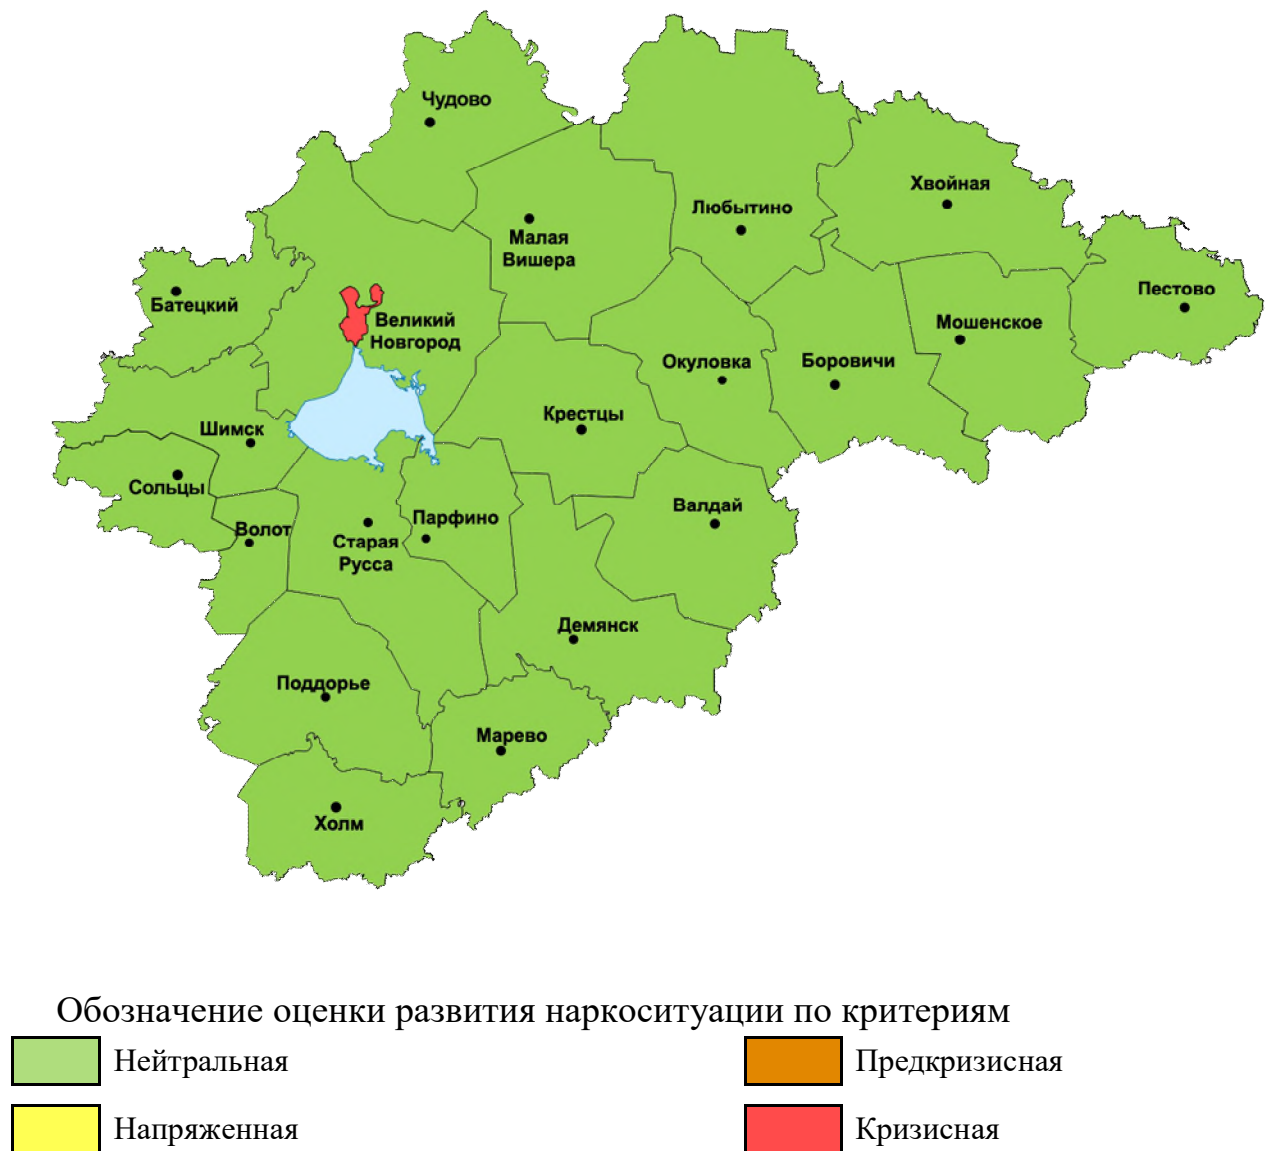 Чудово
Хвойная
Любытино
Малая
Вишера
Пестово
Батецкий
Великий
Новгород
Мошенское
Окуловка
Боровичи
Крестцы
Шимск
Сольцы
Валдай
Парфино
Волот
Старая
Русса
Демянск
Поддорье
Марево
Холм
Обозначение оценки развития наркоситуации по критериям
Нейтральная
Предкризисная
Напряженная
Кризисная